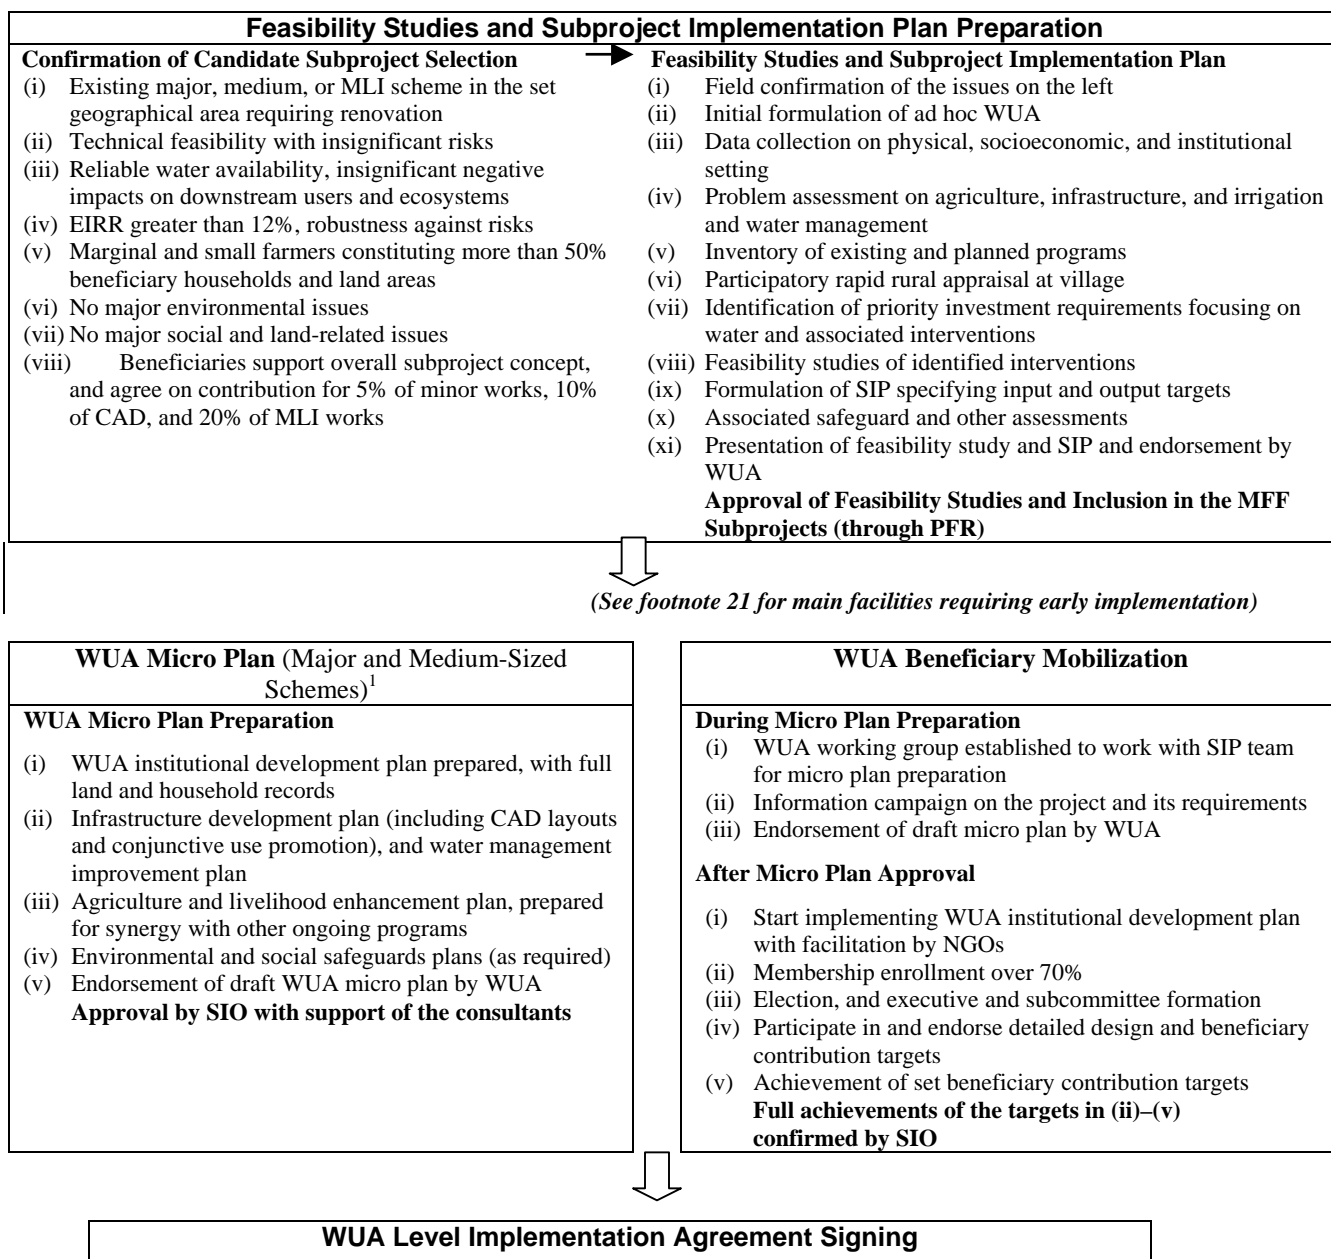 Feasibility Studies and Subproject Implementation Plan Preparation
Confirmation of Candidate Subproject Selection
(i) Existing major, medium, or MLI scheme in the set
geographical area requiring renovation
(ii) Technical feasibility with insignificant risks
(iii) Reliable water availability, insignificant negative
impacts on downstream users and ecosystems
(iv) EIRR greater than 12%, robustness against risks
(v) Marginal and small farmers constituting more than 50%
beneficiary households and land areas
(vi) No major environmental issues
(vii) No major social and land-related issues
(viii) Beneficiaries support overall subproject concept,
and agree on contribution for 5% of minor works, 10%
of CAD, and 20% of MLI works
Feasibility Studies and Subproject Implementation Plan
(i) Field confirmation of the issues on the left
(ii) Initial formulation of ad hoc WUA
(iii) Data collection on physical, socioeconomic, and institutional
setting
(iv) Problem assessment on agriculture, infrastructure, and irrigation
and water management
(v) Inventory of existing and planned programs
(vi) Participatory rapid rural appraisal at village
(vii) Identification of priority investment requirements focusing on
water and associated interventions
(viii) Feasibility studies of identified interventions
(ix) Formulation of SIP specifying input and output targets
(x) Associated safeguard and other assessments
(xi) Presentation of feasibility study and SIP and endorsement by
WUA
Approval of Feasibility Studies and Inclusion in the MFF
Subprojects (through PFR)
(See footnote 21 for main facilities requiring early implementation)
WUA Micro Plan (Major and Medium-Sized
Schemes)1
WUA Micro Plan Preparation
(i) WUA institutional development plan prepared, with full
land and household records
(ii) Infrastructure development plan (including CAD layouts
and conjunctive use promotion), and water management
improvement plan
(iii) Agriculture and livelihood enhancement plan, prepared
for synergy with other ongoing programs
(iv) Environmental and social safeguards plans (as required)
(v) Endorsement of draft WUA micro plan by WUA
Approval by SIO with support of the consultants
WUA Beneficiary Mobilization
During Micro Plan Preparation
(i) WUA working group established to work with SIP team
for micro plan preparation
(ii) Information campaign on the project and its requirements
(iii) Endorsement of draft micro plan by WUA
After Micro Plan Approval
(i) Start implementing WUA institutional development plan
with facilitation by NGOs
(ii) Membership enrollment over 70%
(iii) Election, and executive and subcommittee formation
(iv) Participate in and endorse detailed design and beneficiary
contribution targets
(v) Achievement of set beneficiary contribution targets
Full achievements of the targets in (ii)–(v)
confirmed by SIO
WUA Level Implementation Agreement Signing